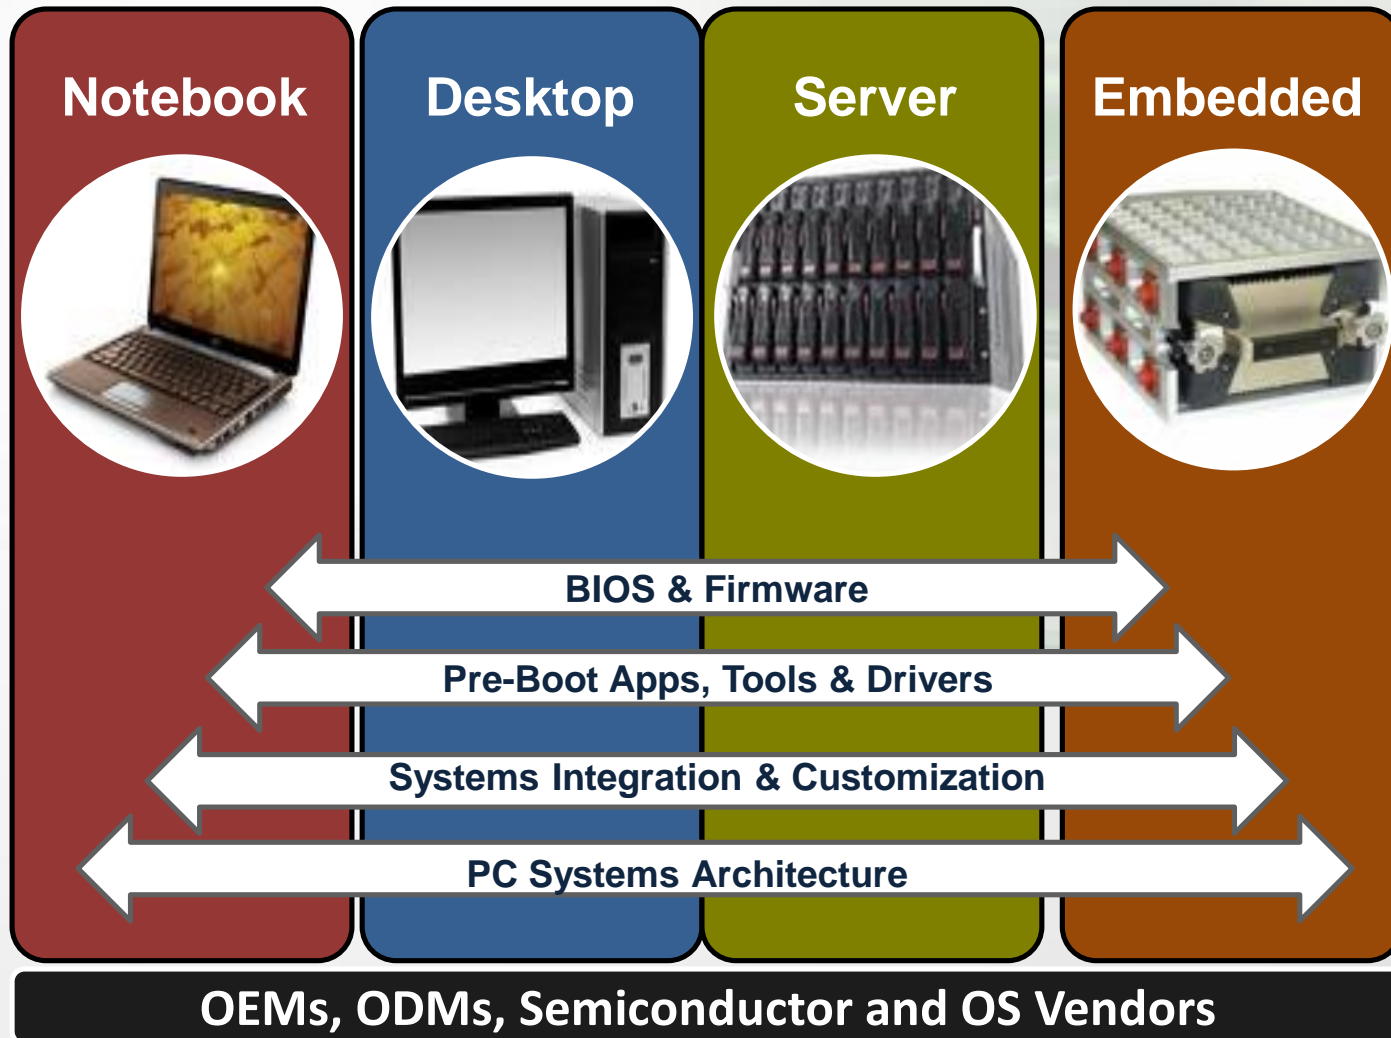 Notebook
Desktop
Server
Embedded
BIOS & Firmware
Pre-Boot Apps, Tools & Drivers
Systems Integration & Customization
PC Systems Architecture
OEMs, ODMs, Semiconductor and OS Vendors